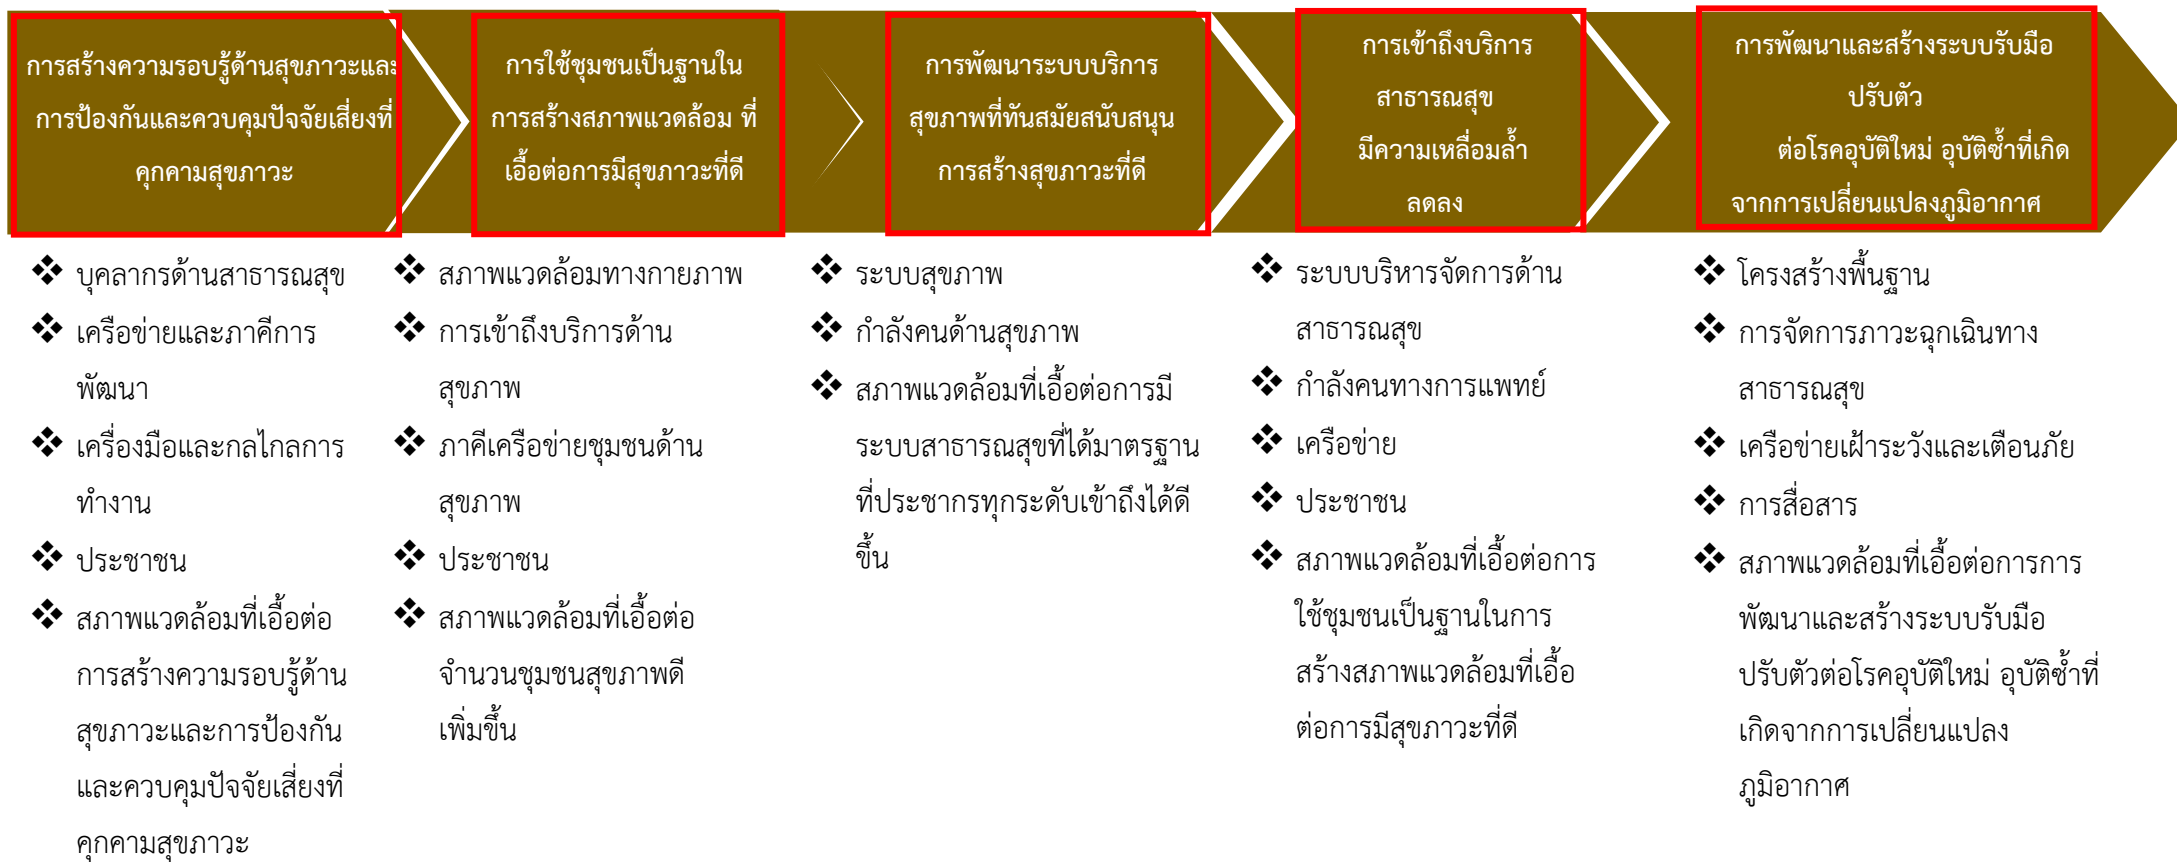 การสร้างความรอบรู้ด้านสุขภาวะและ
การป้องกันและควบคุมปัจจัยเสี่ยงที่
คุกคามสุขภาวะ
การใช้ชุมชนเป็นฐานใน
การสร้างสภาพแวดล้อม ที่
เอื้อต่อการมีสุขภาวะที่ดี
การพัฒนาระบบบริการ
สุขภาพที่ทันสมัยสนับสนุน
การสร้างสุขภาวะที่ดี
การเข้าถึงบริการ
สาธารณสุข
มีความเหลื่อมล้ำ
ลดลง
การพัฒนาและสร้างระบบรับมือ
ปรับตัว
ต่อโรคอุบัติใหม่ อุบัติซ้ำที่เกิด
จากการเปลี่ยนแปลงภูมิอากาศ
❖ บุคลากรด้านสาธารณสุข
❖ เครือข่ายและภาคีการ
พัฒนา
❖ เครื่องมือและกลไกลการ
ทำงาน
❖ ประชาชน
❖ สภาพแวดล้อมที่เอื้อต่อ
การสร้างความรอบรู้ด้าน
สุขภาวะและการป้องกัน
และควบคุมปัจจัยเสี่ยงที่
คุกคามสุขภาวะ
❖ สภาพแวดล้อมทางกายภาพ
❖ การเข้าถึงบริการด้าน
สุขภาพ
❖ ภาคีเครือข่ายชุมชนด้าน
สุขภาพ
❖ ประชาชน
❖ สภาพแวดล้อมที่เอื้อต่อ
จำนวนชุมชนสุขภาพดี
เพิ่มขึ้น
❖ ระบบสุขภาพ
❖ กำลังคนด้านสุขภาพ
❖ สภาพแวดล้อมที่เอื้อต่อการมี
ระบบสาธารณสุขที่ได้มาตรฐาน
ที่ประชากรทุกระดับเข้าถึงได้ดี
ขึ้น
❖ ระบบบริหารจัดการด้าน
สาธารณสุข
❖ กำลังคนทางการแพทย์
❖ เครือข่าย
❖ ประชาชน
❖ สภาพแวดล้อมที่เอื้อต่อการ
ใช้ชุมชนเป็นฐานในการ
สร้างสภาพแวดล้อมที่เอื้อ
ต่อการมีสุขภาวะที่ดี
❖ โครงสร้างพื้นฐาน
❖ การจัดการภาวะฉุกเฉินทาง
สาธารณสุข
❖ เครือข่ายเฝ้าระวังและเตือนภัย
❖ การสื่อสาร
❖ สภาพแวดล้อมที่เอื้อต่อการการ
พัฒนาและสร้างระบบรับมือ
ปรับตัวต่อโรคอุบัติใหม่ อุบัติซ้ำที่
เกิดจากการเปลี่ยนแปลง
ภูมิอากาศ